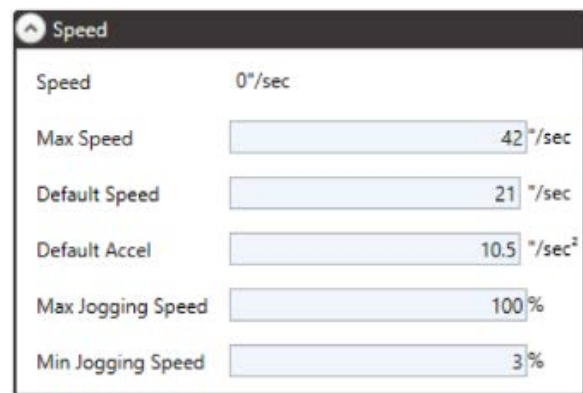 Speed
Speed 0"/sec
Max Speed 42 "/sec
Default Speed 21 "/sec
Default Accel 10.5 "/sec²
Max Jogging Speed 100 %
Min Jogging Speed 3 %